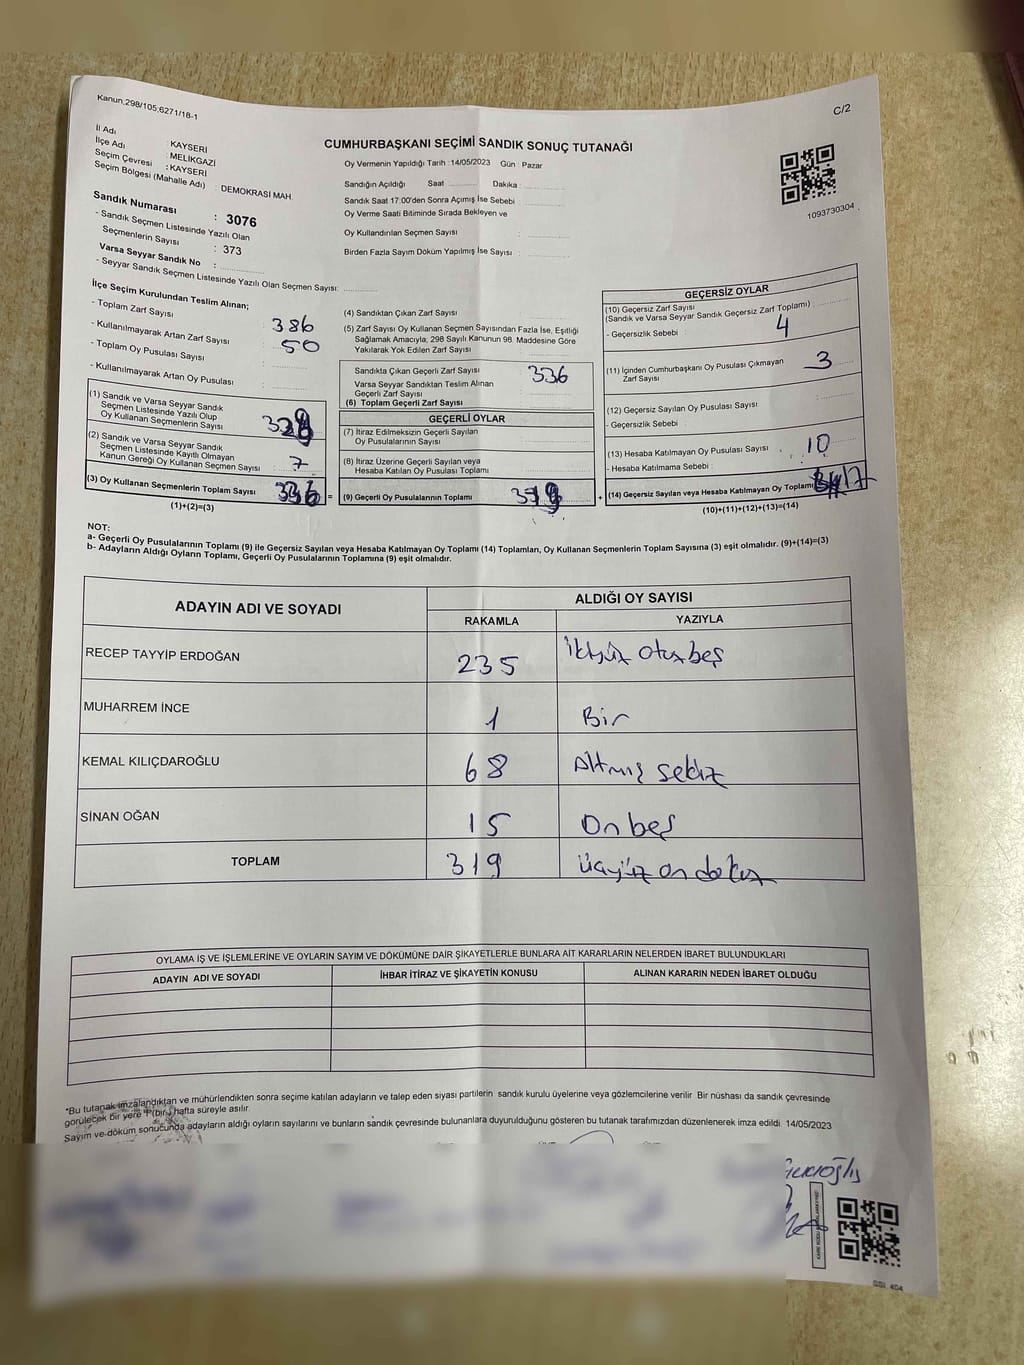 Kanun;298/105,6271/18-1
C/2
İl Adı : KAYSERİ
İlçe Adı : MELİKGAZİ
Seçim Çevresi : KAYSERİ
Seçim Bölgesi (Mahalle Adı) : DEMOKRASİ MAH
Sandık Numarası : 3076
- Sandık Seçmen Listesinde Yazılı Olan
Seçmenlerin Sayısı : 373
Varsa Seyyar Sandık No :
- Seyyar Sandık Seçmen Listesinde Yazılı Olan Seçmen Sayısı:
CUMHURBAŞKANI SEÇİMİ SANDIK SONUÇ TUTANAĞI
Oy Vermenin Yapıldığı Tarih :14/05/2023 Gün : Pazar
Sandığın Açıldığı Saat Dakika :
Sandık Saat 17:00'den Sonra Açımış İse Sebebi :
Oy Verme Saati Bitiminde Sırada Bekleyen ve
Oy Kullandırılan Seçmen Sayısı :
Birden Fazla Sayım Döküm Yapılmış İse Sayısı :
1093730304
İlçe Seçim Kurulundan Teslim Alınan;
- Toplam Zarf Sayısı : 386
- Kullanılmayarak Artan Zarf Sayısı : 50
- Toplam Oy Pusulası Sayısı :
- Kullanılmayarak Artan Oy Pusulası :
(1) Sandık ve Varsa Seyyar Sandık
Seçmen Listesinde Yazılı Olup
Oy Kullanan Seçmenlerin Sayısı : 329
(2) Sandık ve Varsa Seyyar Sandık
Seçmen Listesinde Kayıtlı Olmayan
Kanun Gereği Oy Kullanan Seçmen Sayısı : 7
(3) Oy Kullanan Seçmenlerin Toplam Sayısı 336 =
(1)+(2)=(3)
(4) Sandıktan Çıkan Zarf Sayısı :
(5) Zarf Sayısı Oy Kullanan Seçmen Sayısından Fazla İse, Eşitliği
Sağlamak Amacıyla; 298 Sayılı Kanunun 98. Maddesine Göre
Yakılarak Yok Edilen Zarf Sayısı :
Sandıkta Çıkan Geçerli Zarf Sayısı : 336
Varsa Seyyar Sandıktan Teslim Alınan
Geçerli Zarf Sayısı :
(6) Toplam Geçerli Zarf Sayısı :
GEÇERLİ OYLAR
(7) İtiraz Edilmeksizin Geçerli Sayılan
Oy Pusulalarının Sayısı :
(8) İtiraz Üzerine Geçerli Sayılan veya
Hesaba Katılan Oy Pusulası Toplamı :
(9) Geçerli Oy Pusulalarının Toplamı : 319 +
GEÇERSİZ OYLAR
(10) Geçersiz Zarf Sayısı :
(Sandık ve Varsa Seyyar Sandık Geçersiz Zarf Toplamı)
- Geçersizlik Sebebi : 4
(11) İçinden Cumhurbaşkanı Oy Pusulası Çıkmayan
Zarf Sayısı : 3
(12) Geçersiz Sayılan Oy Pusulası Sayısı :
- Geçersizlik Sebebi :
(13) Hesaba Katılmayan Oy Pusulası Sayısı : 10
- Hesaba Katılmama Sebebi :
(14) Geçersiz Sayılan veya Hesaba Katılmayan Oy Toplamı 17
(10)+(11)+(12)+(13)=(14)
NOT:
a- Geçerli Oy Pusulalarının Toplamı (9) ile Geçersiz Sayılan veya Hesaba Katılmayan Oy Toplamı (14) Toplamları, Oy Kullanan Seçmenlerin Toplam Sayısına (3) eşit olmalıdır. (9)+(14)=(3)
b- Adayların Aldığı Oyların Toplamı, Geçerli Oy Pusulalarının Toplamına (9) eşit olmalıdır.
ADAYIN ADI VE SOYADI ALDIĞI OY SAYISI
RAKAMLA YAZIYLA
RECEP TAYYİP ERDOĞAN 235 ikiyüz otuzbeş
MUHARREM İNCE 1 Bir
KEMAL KILIÇDAROĞLU 68 Altmış sekiz
SİNAN OĞAN 15 On beş
TOPLAM 319 üçyüz on dokuz
OYLAMA İŞ VE İŞLEMLERİNE VE OYLARIN SAYIM VE DÖKÜMÜNE DAİR ŞİKAYETLERLE BUNLARA AİT KARARLARIN NELERDEN İBARET BULUNDUKLARI
ADAYIN ADI VE SOYADI İHBAR İTİRAZ VE ŞİKAYETİN KONUSU ALINAN KARARIN NEDEN İBARET OLDUĞU
*Bu tutanak imzalandıktan ve mühürlendikten sonra seçime katılan adayların ve talep eden siyasi partilerin sandık kurulu üyelerine veya gözlemcilerine verilir Bir nüshası da sandık çevresinde
görülecek bir yere 1 (bir) hafta süreyle asılır.
Sayım ve döküm sonucunda adayların aldığı oyların sayılarını ve bunların sandık çevresinde bulunanlara duyurulduğunu gösteren bu tutanak tarafımızdan düzenlenerek imza edildi. 14/05/2023